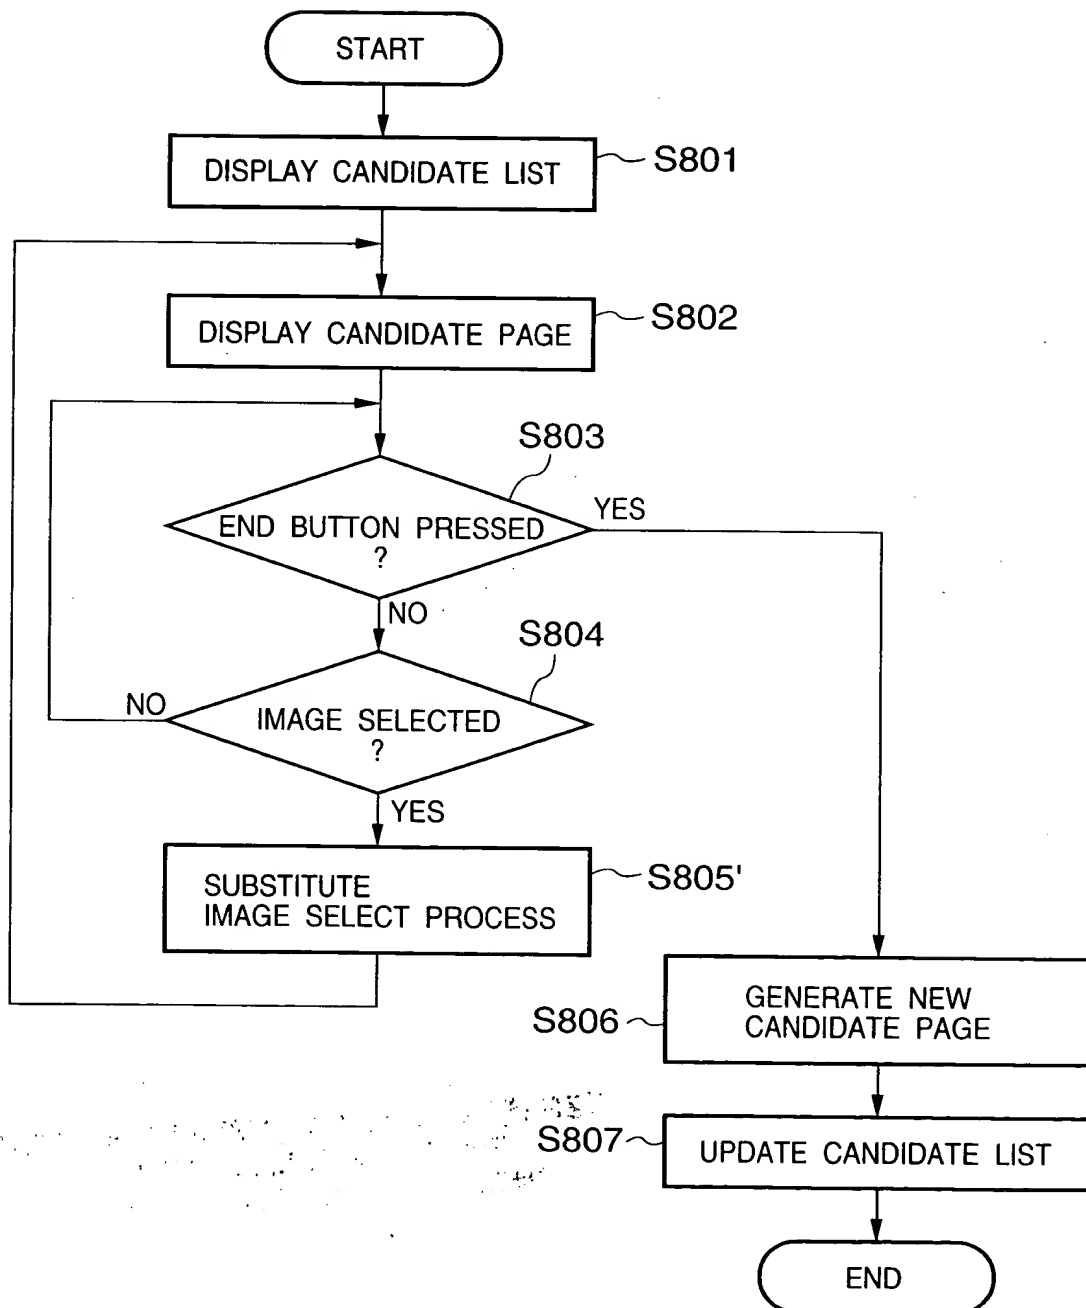 START
DISPLAY CANDIDATE LIST
S801
DISPLAY CANDIDATE PAGE
S802
S803
END BUTTON PRESSED
?
YES
NO
S804
IMAGE SELECTED
?
NO
YES
SUBSTITUTE
IMAGE SELECT PROCESS
S805'
GENERATE NEW
CANDIDATE PAGE
S806
S807
UPDATE CANDIDATE LIST
END